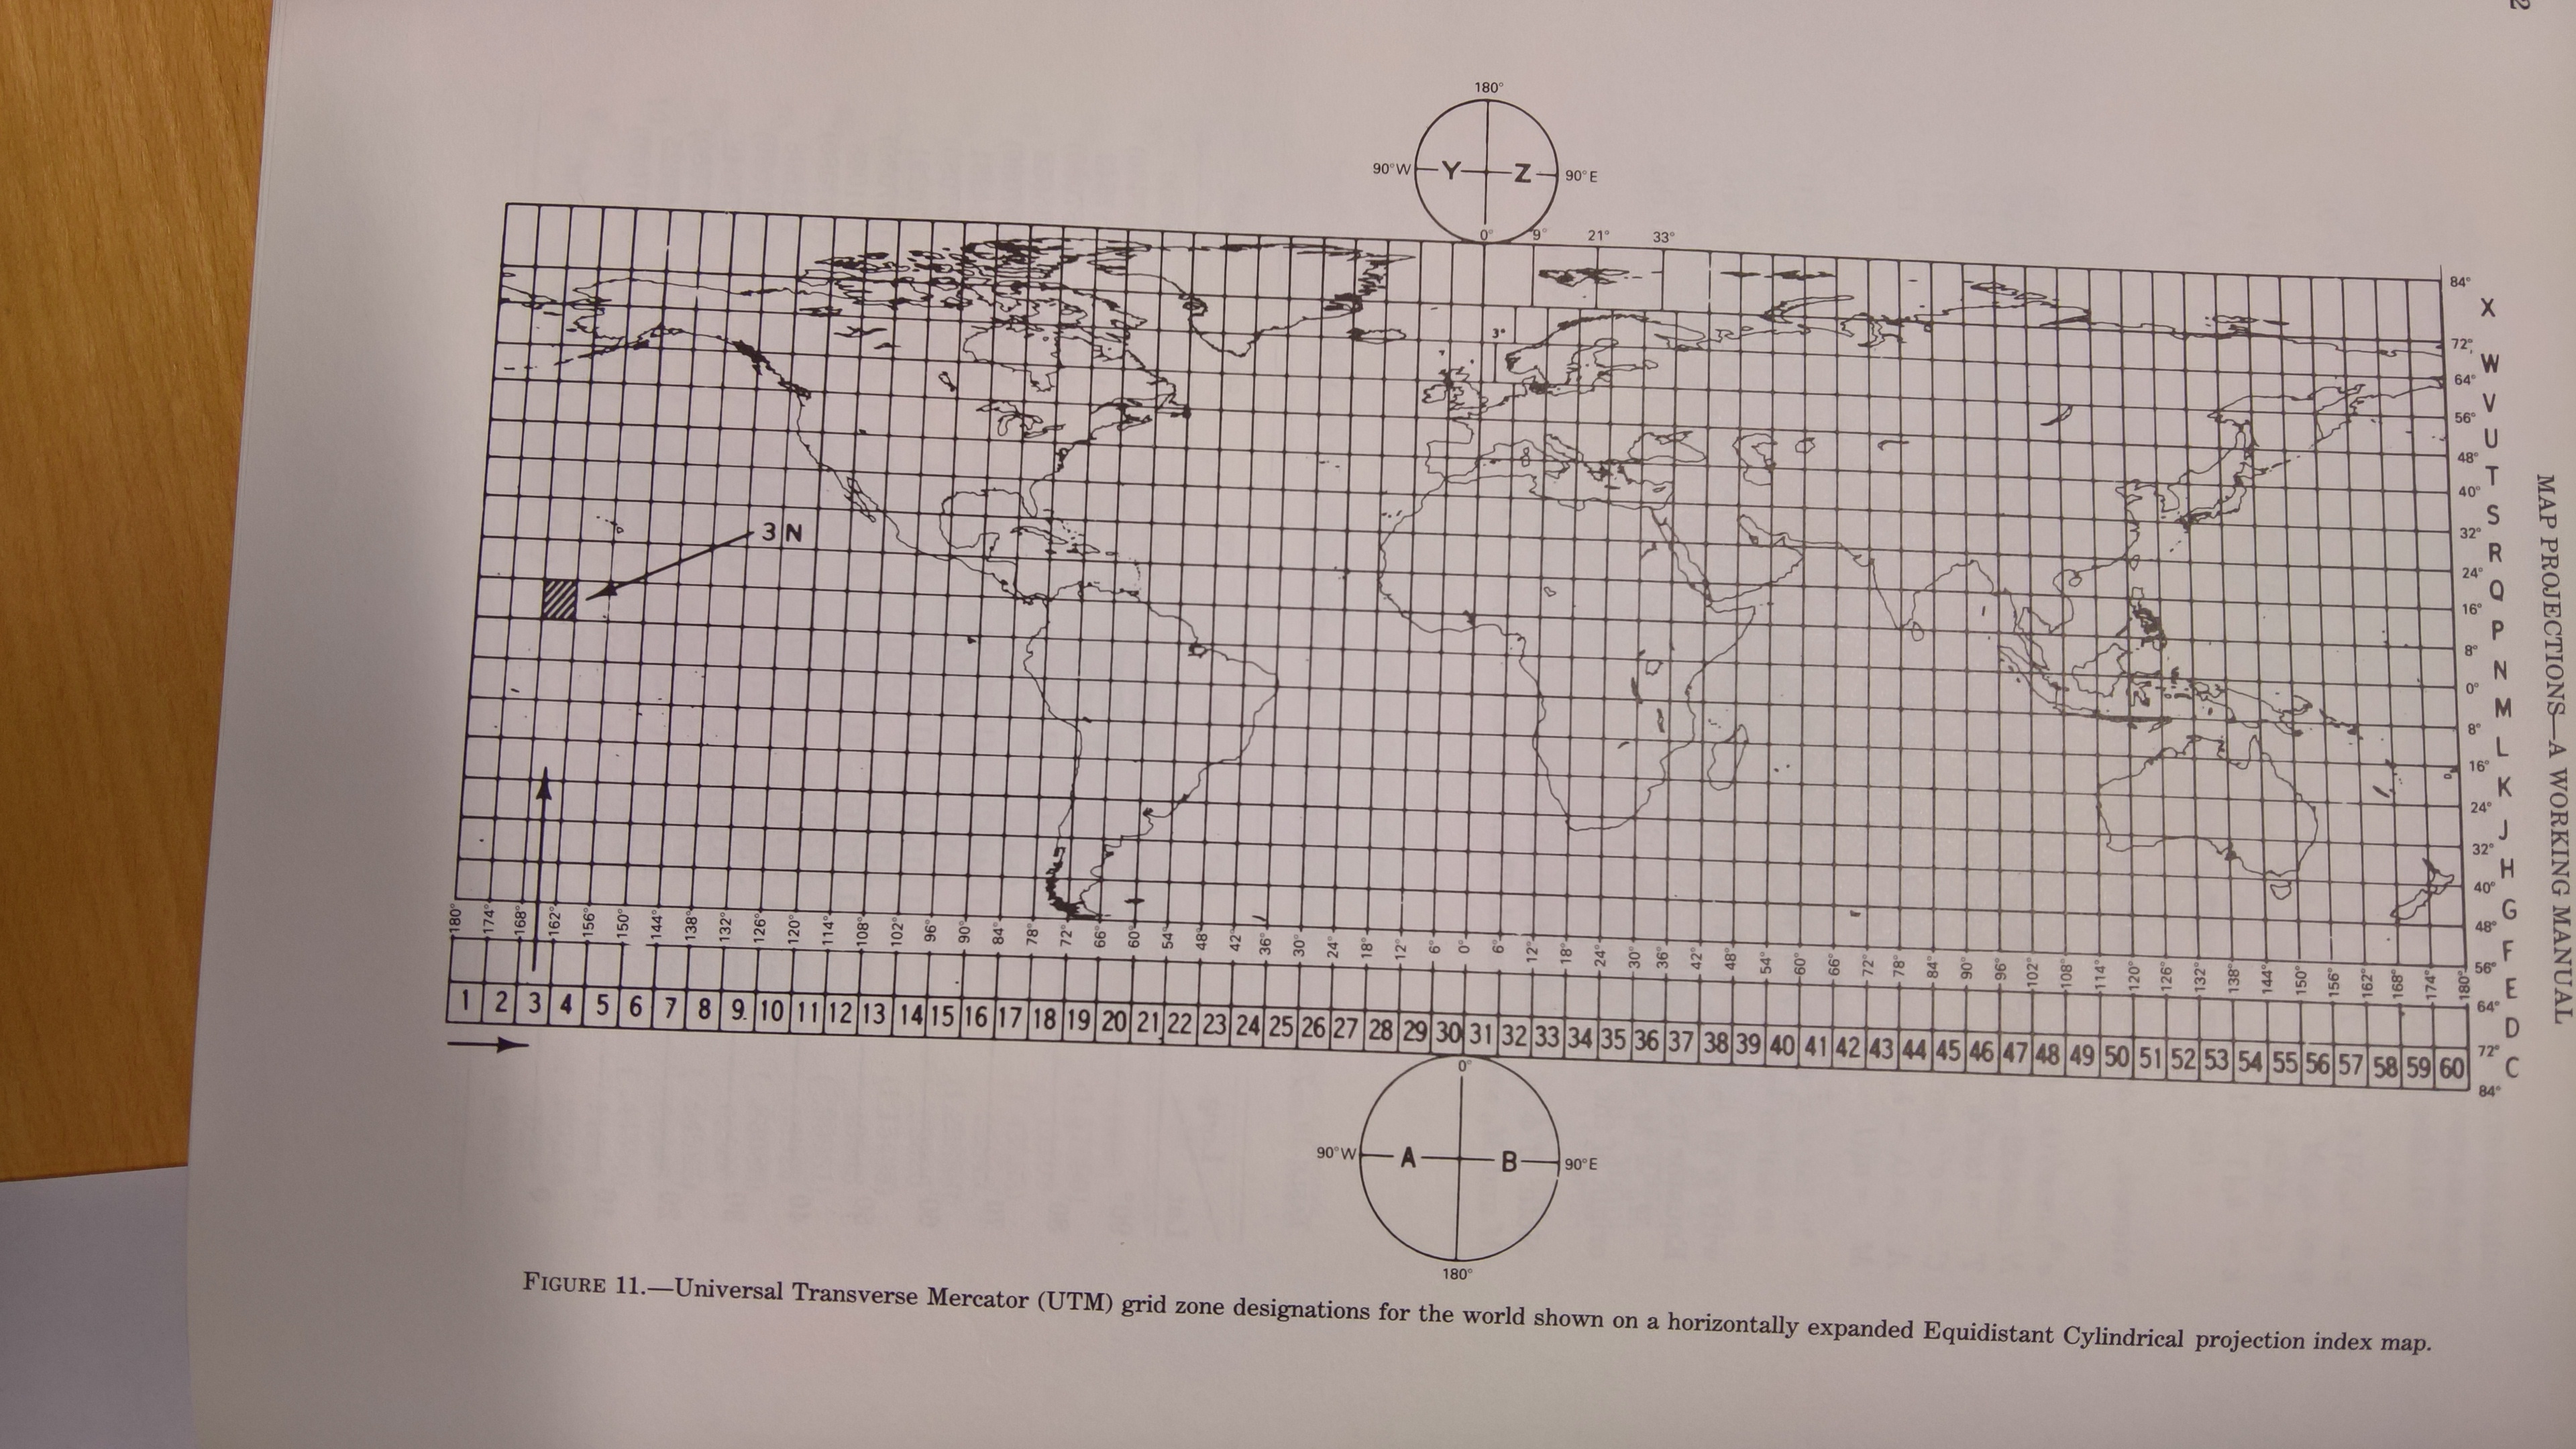 180°
90°W Y Z 90°E
0° 9° 21° 33°
84°
X
72°
3°
W
64°
V
56°
U
48°
T
40°
S
32°
R
24°
Q
16°
P
8°
N
0°
M
8°
L
16°
K
24°
J
32°
H
40°
G
48°
F
56°
E
64°
D
72°
C
84°
3 N
180° 174° 168° 162° 156° 150° 144° 138° 132° 126° 120° 114° 108° 102° 96° 90° 84° 78° 72° 66° 60° 54° 48° 42° 36° 30° 24° 18° 12° 6° 0° 6° 12° 18° 24° 30° 36° 42° 48° 54° 60° 66° 72° 78° 84° 90° 96° 102° 108° 114° 120° 126° 132° 138° 144° 150° 156° 162° 168° 174° 180°
1 2 3 4 5 6 7 8 9 10 11 12 13 14 15 16 17 18 19 20 21 22 23 24 25 26 27 28 29 30 31 32 33 34 35 36 37 38 39 40 41 42 43 44 45 46 47 48 49 50 51 52 53 54 55 56 57 58 59 60
0°
90°W A B 90°E
180°
FIGURE 11.—Universal Transverse Mercator (UTM) grid zone designations for the world shown on a horizontally expanded Equidistant Cylindrical projection index map.
MAP PROJECTIONS—A WORKING MANUAL